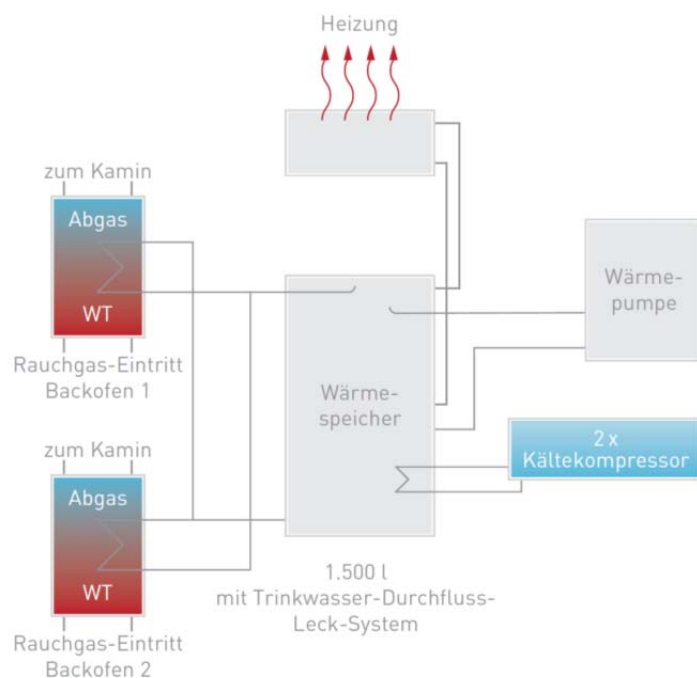 Heizung
zum Kamin
Abgas
WT
Rauchgas-Eintritt
Backofen 1
Wärme-
pumpe
Wärme-
speicher
2 x
Kältekompressor
zum Kamin
Abgas
WT
Rauchgas-Eintritt
Backofen 2
1.500 l
mit Trinkwasser-Durchfluss-
Leck-System